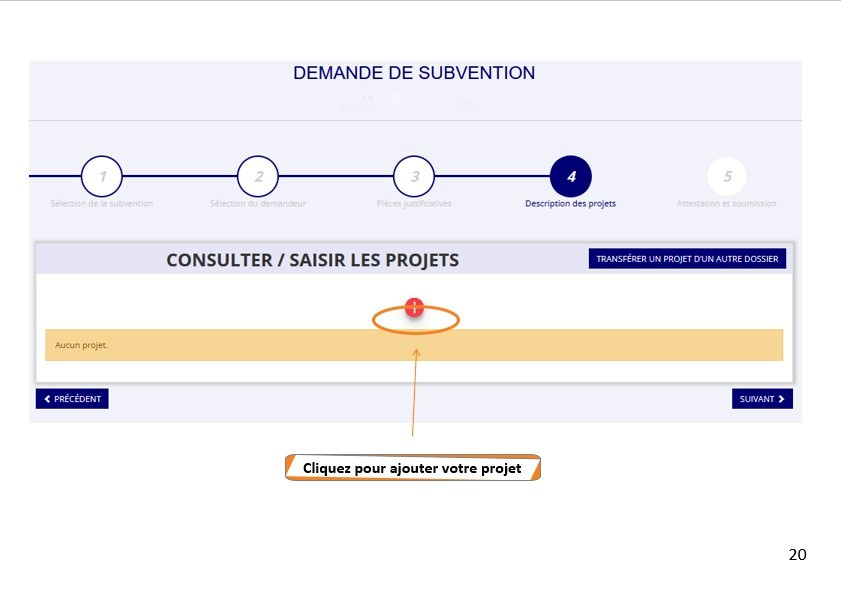 DEMANDE DE SUBVENTION
1
2
3
4
5
Sélection de la subvention
Sélection du demandeur
Pièces justificatives
Description des projets
Attestation et soumission
CONSULTER / SAISIR LES PROJETS
TRANSFÉRER UN PROJET D'UN AUTRE DOSSIER
Aucun projet.
PRÉCÉDENT
SUIVANT
Cliquez pour ajouter votre projet
20